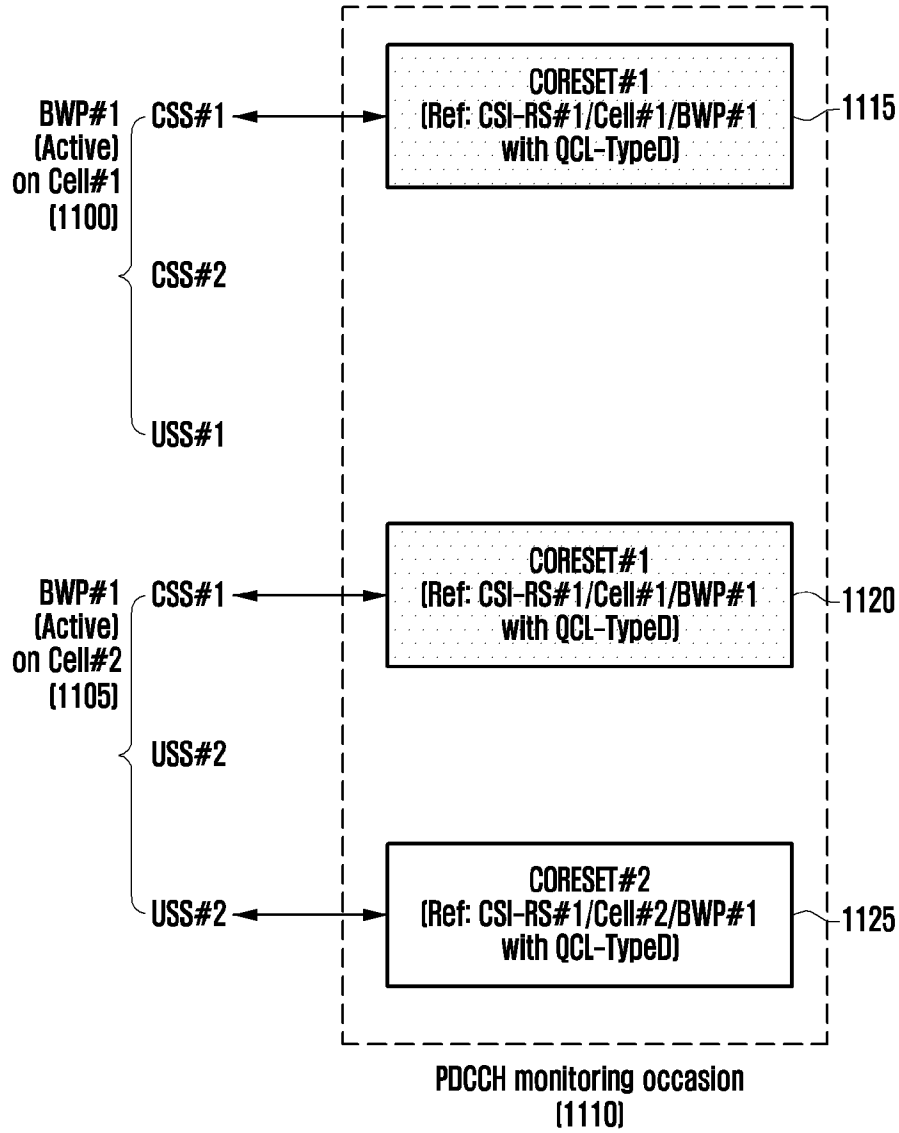 BWP#1
(Active)
on Cell#1
(1100)
CSS#1
CSS#2
USS#1
CORESET#1
(Ref: CSI-RS#1/Cell#1/BWP#1
with QCL-TypeD)
1115
BWP#1
(Active)
on Cell#2
(1105)
CSS#1
USS#2
USS#2
CORESET#1
(Ref: CSI-RS#1/Cell#1/BWP#1
with QCL-TypeD)
1120
CORESET#2
(Ref: CSI-RS#1/Cell#2/BWP#1
with QCL-TypeD)
1125
PDCCH monitoring occasion
(1110)